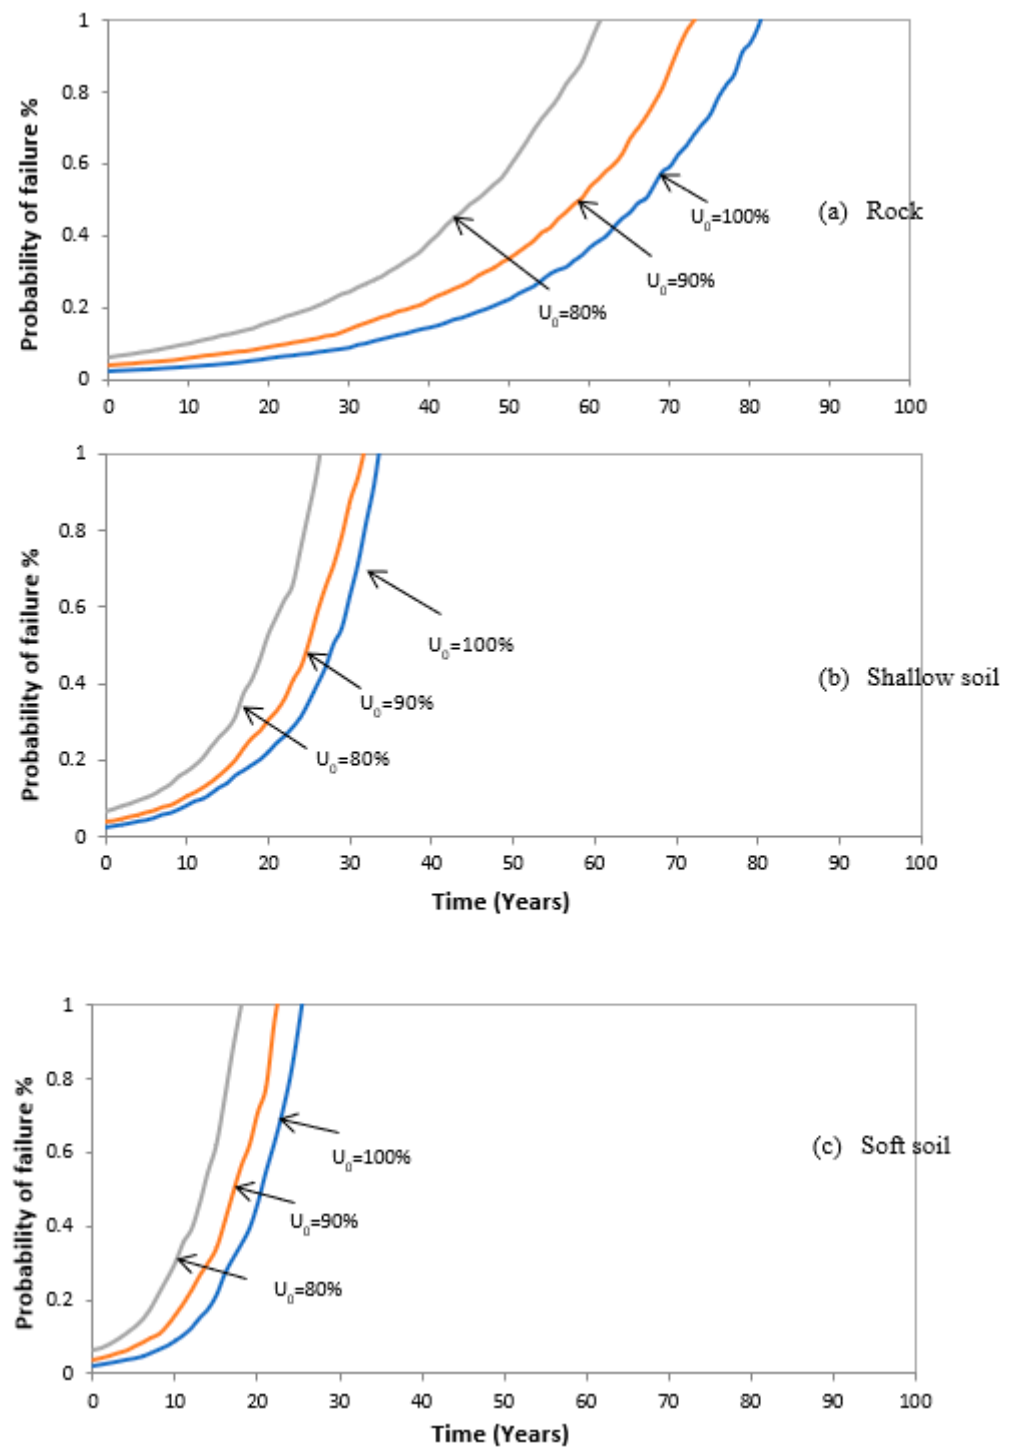 Probability of failure %
1
0.8
0.6
0.4
0.2
0
0 10 20 30 40 50 60 70 80 90 100
U0=100%
U0=90%
U0=80%
(a) Rock
Probability of failure %
1
0.8
0.6
0.4
0.2
0
0 10 20 30 40 50 60 70 80 90 100
U0=100%
U0=90%
U0=80%
(b) Shallow soil
Time (Years)
Probability of failure %
1
0.8
0.6
0.4
0.2
0
0 10 20 30 40 50 60 70 80 90 100
U0=100%
U0=90%
U0=80%
(c) Soft soil
Time (Years)